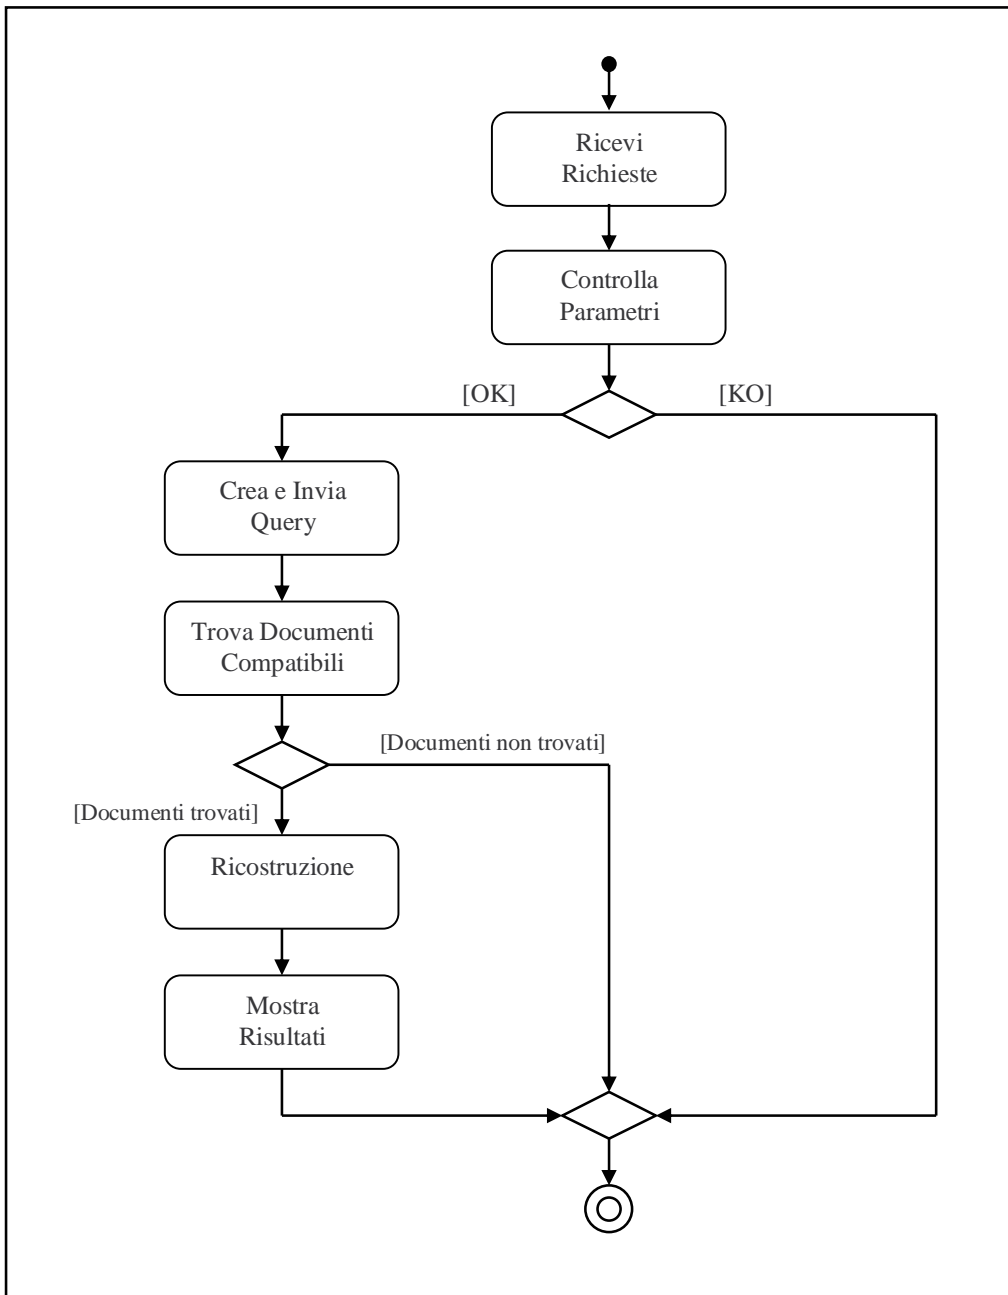 Ricevi
Richieste
Controlla
Parametri
[OK]
[KO]
Crea e Invia
Query
Trova Documenti
Compatibili
[Documenti non trovati]
[Documenti trovati]
Ricostruzione
Mostra
Risultati